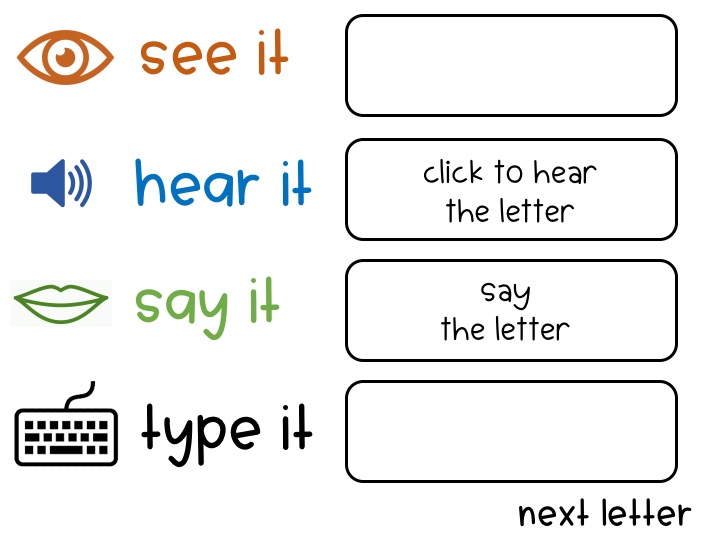 see it
hear it
click to hear
the letter
say it
say
the letter
type it
next letter